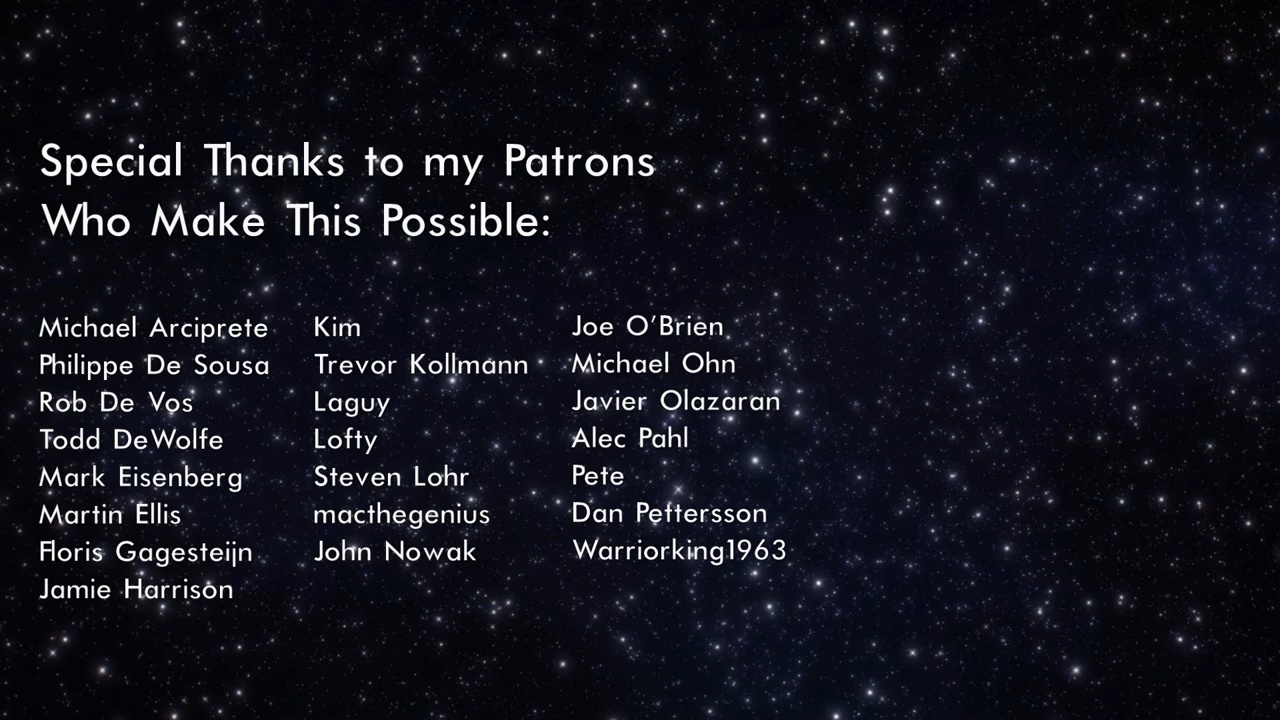 Special Thanks to my Patrons
Who Make This Possible:
Michael Arciprete
Philippe De Sousa
Rob De Vos
Todd DeWolfe
Mark Eisenberg
Martin Ellis
Floris Gagesteijn
Jamie Harrison
Kim
Trevor Kollmann
Laguy
Lofty
Steven Lohr
macthegenius
John Nowak
Joe O’Brien
Michael Ohn
Javier Olazaran
Alec Pahl
Pete
Dan Pettersson
Warriorking1963